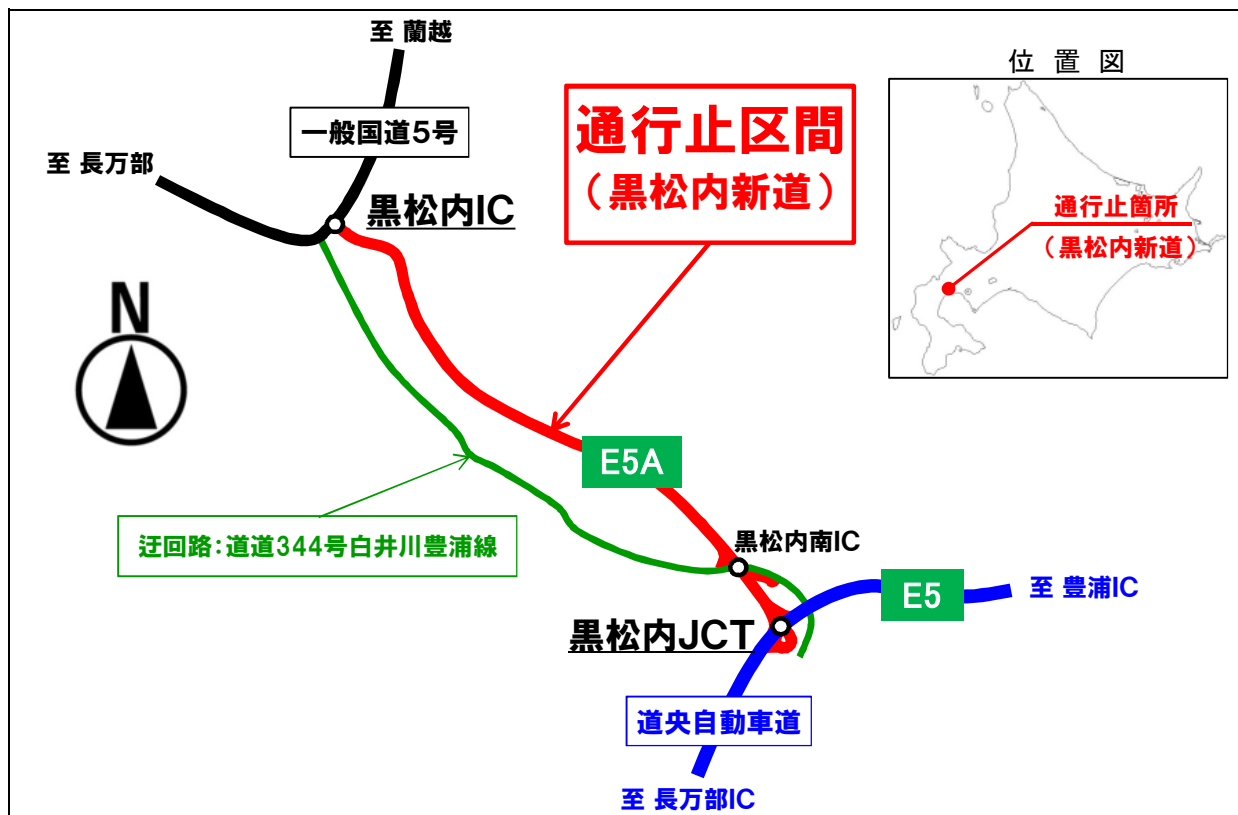 至 蘭越
一般国道5号
至 長万部
黒松内IC
通行止区間
（黒松内新道）
位 置 図
通行止箇所
（黒松内新道）
N
E5A
迂回路：道道344号白井川豊浦線
黒松内南IC
E5
至 豊浦IC
黒松内JCT
道央自動車道
至 長万部IC